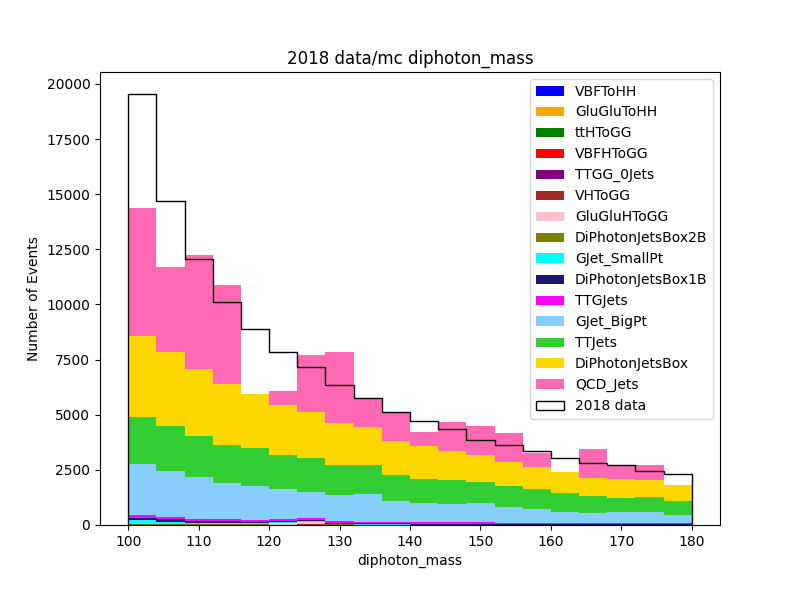 2018 data/mc diphoton_mass
20000
17500
15000
12500
10000
7500
5000
2500
0
Number of Events
100
110
120
130
140
150
160
170
180
diphoton_mass
VBFToHH
GluGluToHH
ttHToGG
VBFHToGG
TTGG_0Jets
VHToGG
GluGluHToGG
DiPhotonJetsBox2B
GJet_SmallPt
DiPhotonJetsBox1B
TTGJets
GJet_BigPt
TTJets
DiPhotonJetsBox
QCD_Jets
2018 data